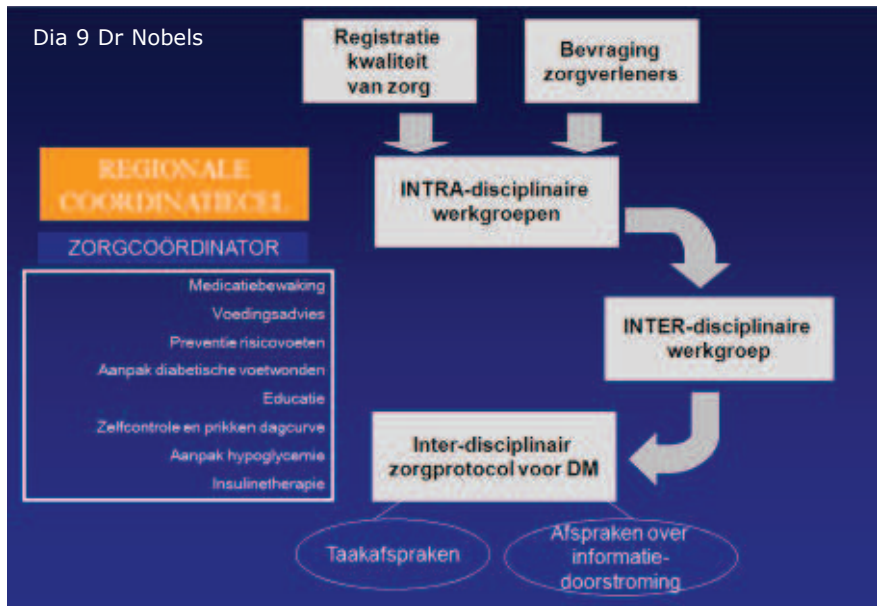 Dia 9 Dr Nobels
Registratie
kwaliteit
van zorg
Bevraging
zorgverleners
REGIONALE
COORDINATIECEL
ZORGCOÖRDINATOR
Medicatiebewaking
Voedingsadvies
Preventie risicovoeten
Aanpak diabetische voetwonden
Educatie
Zelfcontrole en prikken dagcurve
Aanpak hypoglycemie
Insulinetherapie
INTRA-disciplinaire
werkgroepen
INTER-disciplinaire
werkgroep
Inter-disciplinair
zorgprotocol voor DM
Taakafspraken
Afspraken over
informatie-
doorstroming